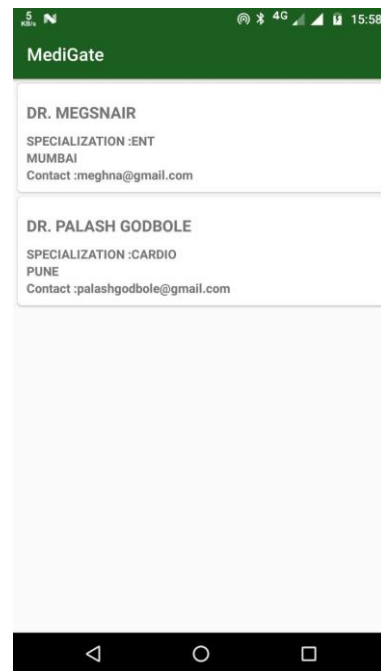 5
KB/s
4G
15:58
MediGate
DR. MEGSNAIR
SPECIALIZATION :ENT
MUMBAI
Contact :meghna@gmail.com
DR. PALASH GODBOLE
SPECIALIZATION :CARDIO
PUNE
Contact :palashgodbole@gmail.com